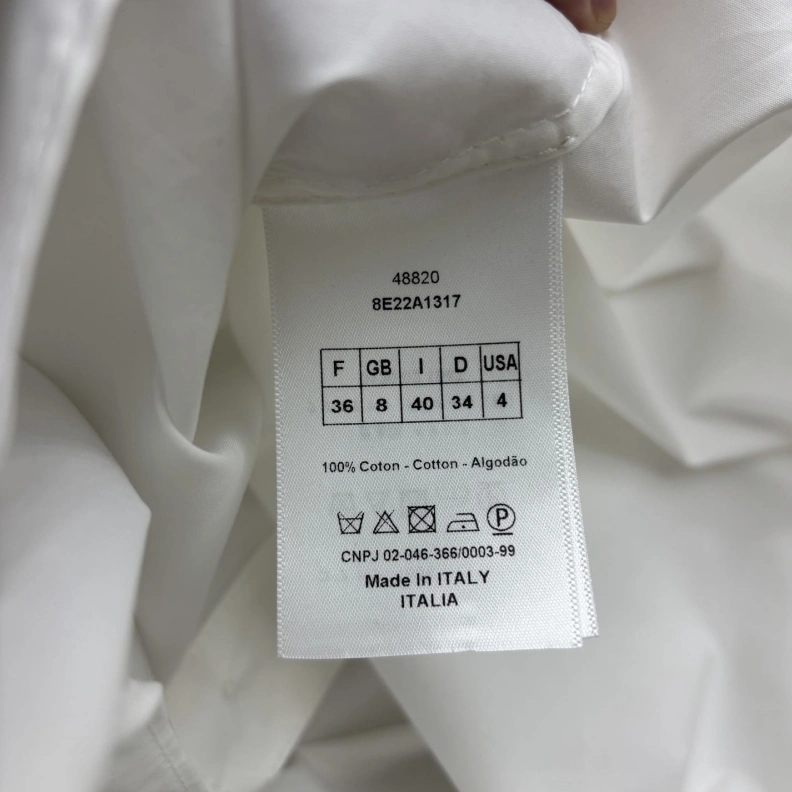 48820
8E22A1317
F GB I D USA
36 8 40 34 4
100% Coton - Cotton - Algodão
P
CNPJ 02-046-366/0003-99
Made In ITALY
ITALIA